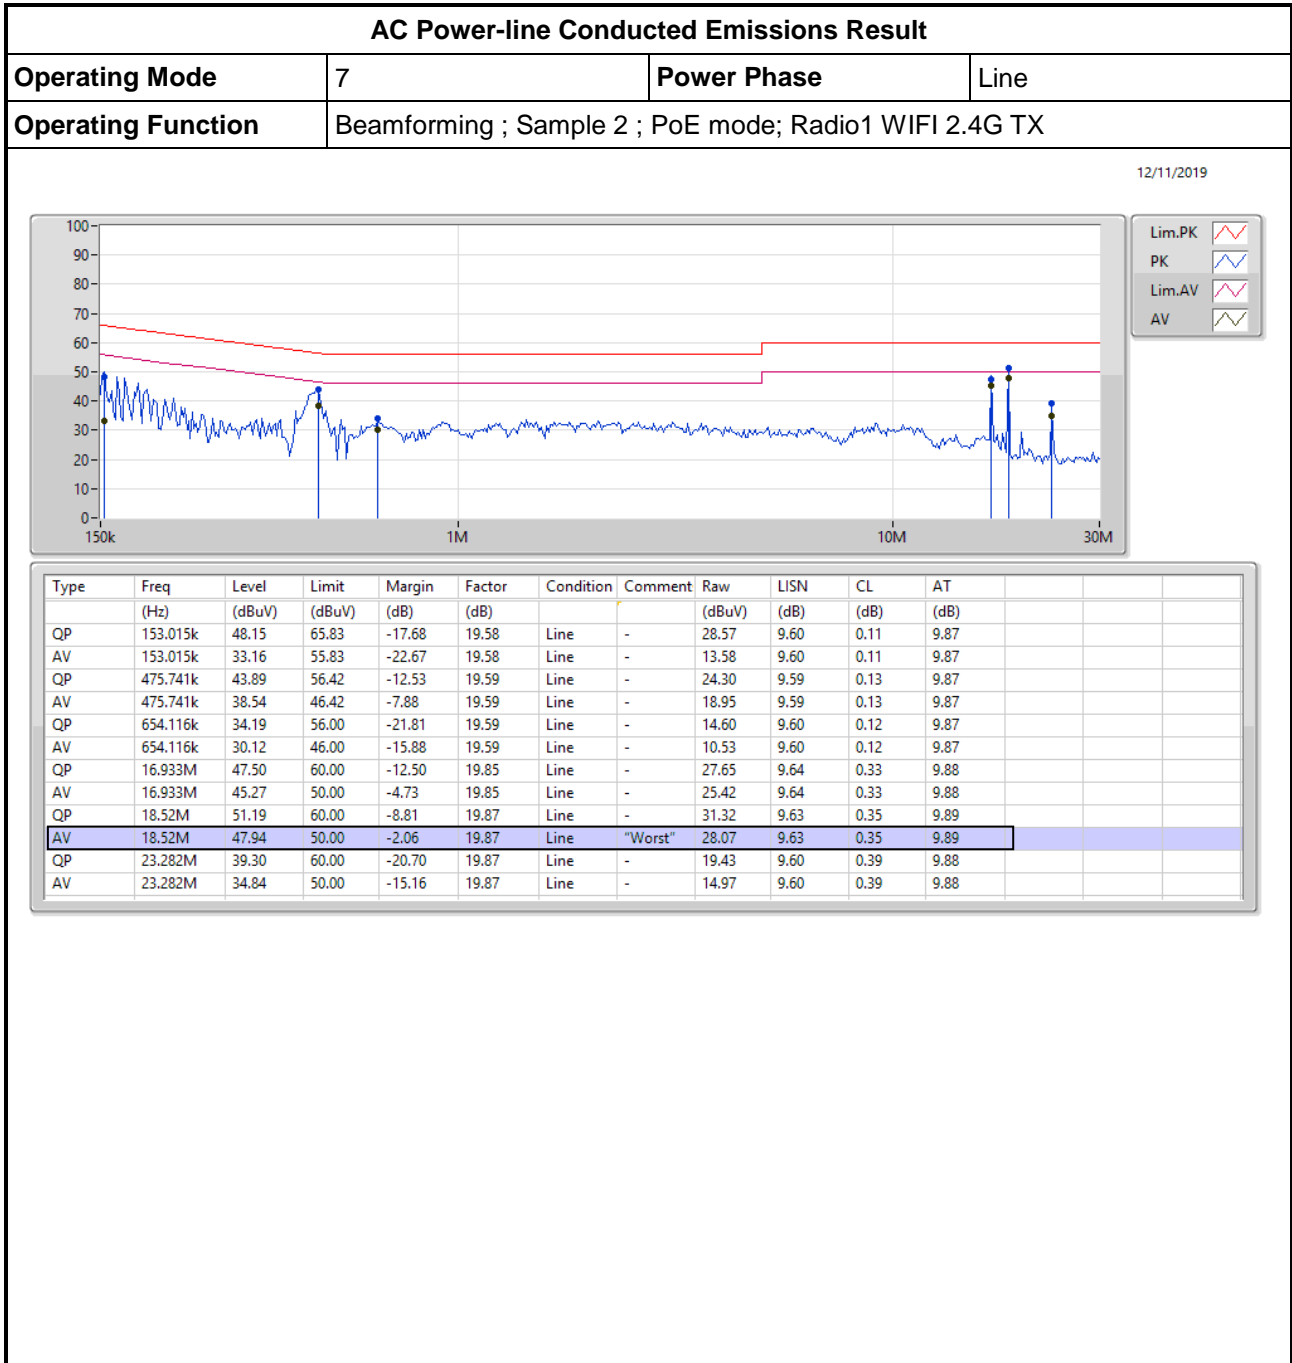 AC Power-line Conducted Emissions Result
Operating Mode 7 Power Phase Line
Operating Function Beamforming ; Sample 2 ; PoE mode; Radio1 WIFI 2.4G TX
12/11/2019
100
90
80
70
60
50
40
30
20
10
0
150k 1M 10M 30M
Lim.PK
PK
Lim.AV
AV
Type Freq Level Limit Margin Factor Condition Comment Raw LISN CL AT
(Hz) (dBuV) (dBuV) (dB) (dB) (dBuV) (dB) (dB) (dB)
QP 153.015k 48.15 65.83 -17.68 19.58 Line - 28.57 9.60 0.11 9.87
AV 153.015k 33.16 55.83 -22.67 19.58 Line - 13.58 9.60 0.11 9.87
QP 475.741k 43.89 56.42 -12.53 19.59 Line - 24.30 9.59 0.13 9.87
AV 475.741k 38.54 46.42 -7.88 19.59 Line - 18.95 9.59 0.13 9.87
QP 654.116k 34.19 56.00 -21.81 19.59 Line - 14.60 9.60 0.12 9.87
AV 654.116k 30.12 46.00 -15.88 19.59 Line - 10.53 9.60 0.12 9.87
QP 16.933M 47.50 60.00 -12.50 19.85 Line - 27.65 9.64 0.33 9.88
AV 16.933M 45.27 50.00 -4.73 19.85 Line - 25.42 9.64 0.33 9.88
QP 18.52M 51.19 60.00 -8.81 19.87 Line - 31.32 9.63 0.35 9.89
AV 18.52M 47.94 50.00 -2.06 19.87 Line "Worst" 28.07 9.63 0.35 9.89
QP 23.282M 39.30 60.00 -20.70 19.87 Line - 19.43 9.60 0.39 9.88
AV 23.282M 34.84 50.00 -15.16 19.87 Line - 14.97 9.60 0.39 9.88